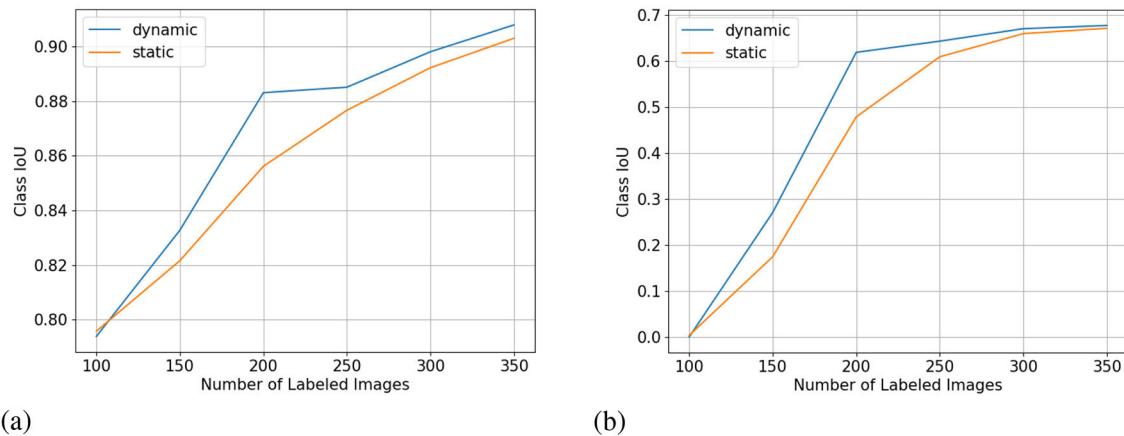 dynamic
static
0.90
0.88
0.86
0.84
0.82
0.80
Class IoU
100 150 200 250 300 350
Number of Labeled Images
(a)
dynamic
static
0.7
0.6
0.5
0.4
0.3
0.2
0.1
0.0
Class IoU
100 150 200 250 300 350
Number of Labeled Images
(b)